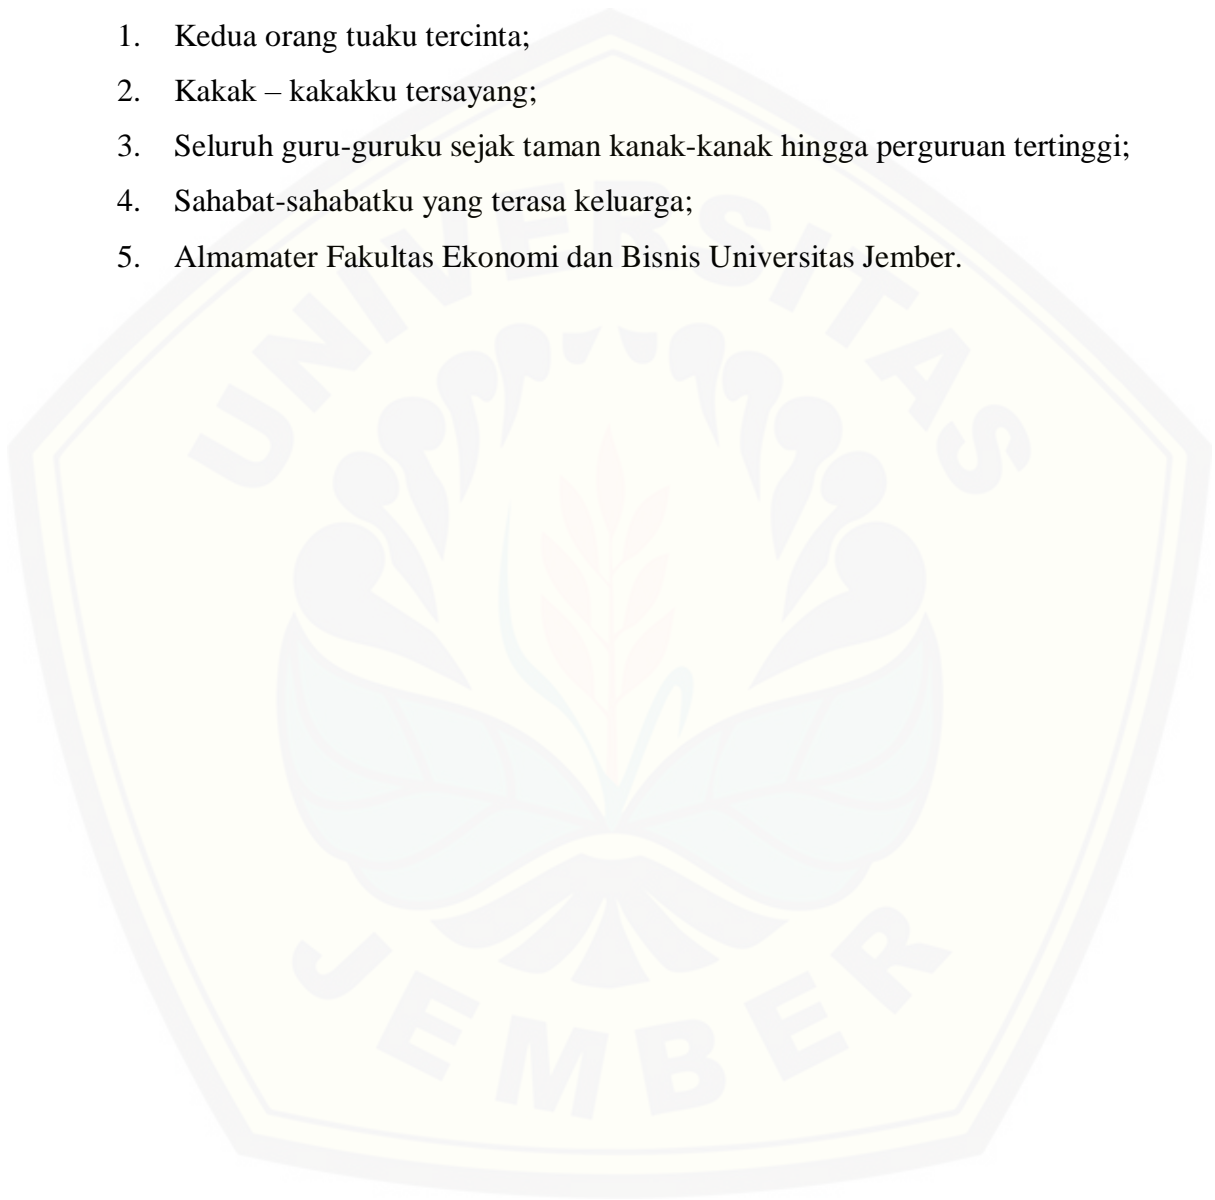 1. Kedua orang tuaku tercinta;
2. Kakak – kakakku tersayang;
3. Seluruh guru-guruku sejak taman kanak-kanak hingga perguruan tertinggi;
4. Sahabat-sahabatku yang terasa keluarga;
5. Almamater Fakultas Ekonomi dan Bisnis Universitas Jember.
UNIVERSITAS
JEMBER